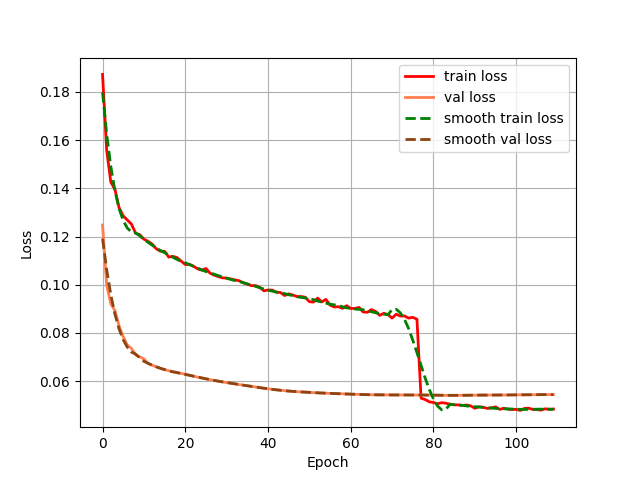 train loss
val loss
smooth train loss
smooth val loss
Loss
0.18
0.16
0.14
0.12
0.10
0.08
0.06
0
20
40
60
80
100
Epoch